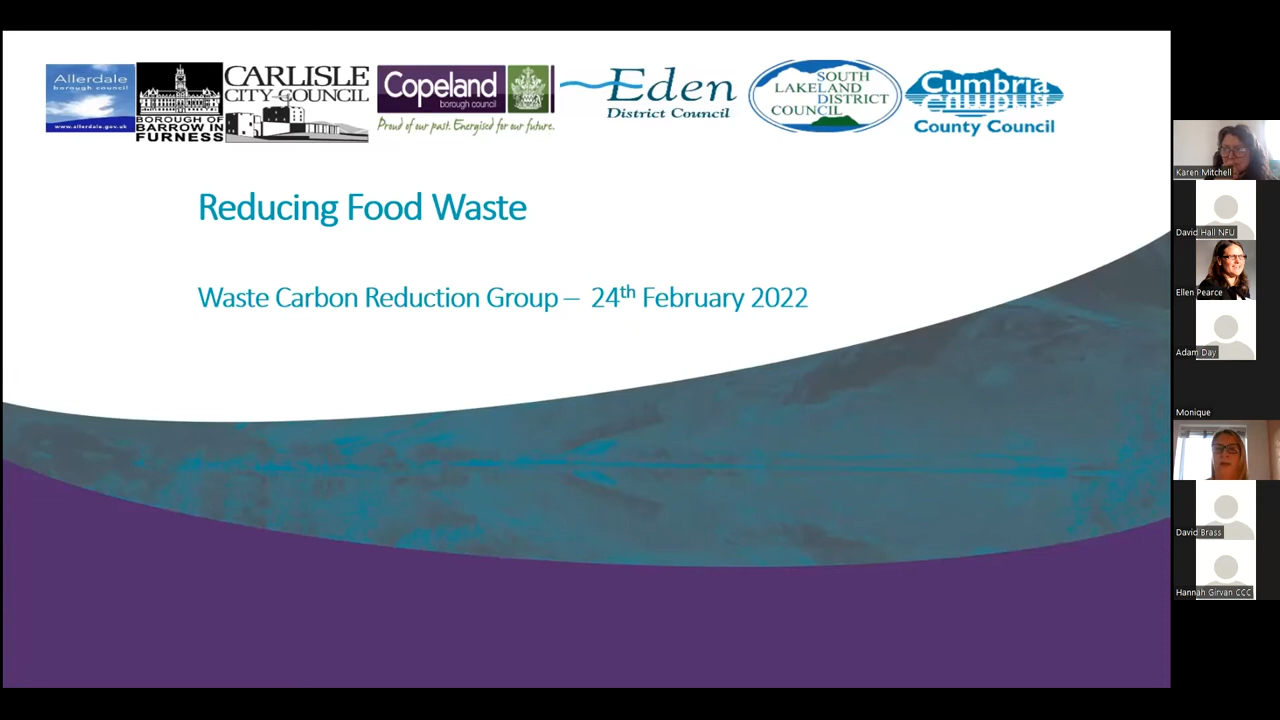 Allerdale
borough council
www.allerdale.gov.uk
BOROUGH OF
BARROW IN
FURNESS
CARLISLE
CITY COUNCIL
Copeland
borough council
Proud of our past. Energised for our future.
Eden
District Council
SOUTH
LAKELAND
DISTRICT
COUNCIL
Cumbria
County Council
Reducing Food Waste
Waste Carbon Reduction Group – 24th February 2022
Karen Mitchell
David Hall NFU
Ellen Pearce
Adam Day
Monique
David Brass
Hannah Girvan CCC